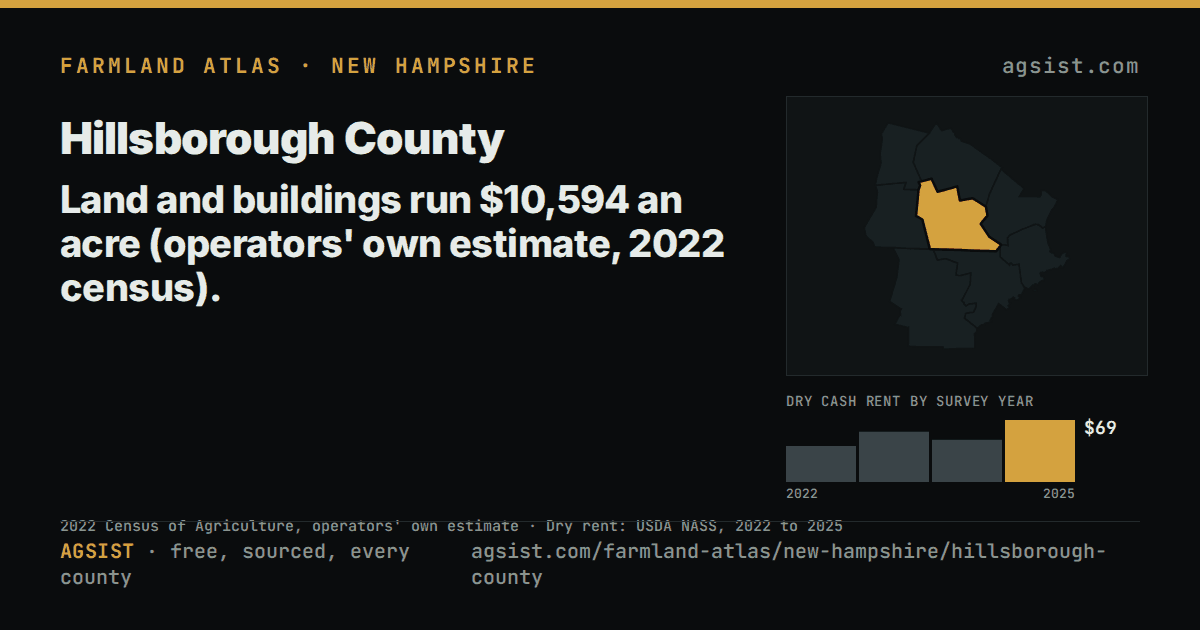 FARMLAND ATLAS · NEW HAMPSHIRE
agsist.com
Hillsborough County
Land and buildings run $10,594 an
acre (operators' own estimate, 2022
census).
DRY CASH RENT BY SURVEY YEAR
$69
2022
2025
2022 Census of Agriculture, operators' own estimate · Dry rent: USDA NASS, 2022 to 2025
AGSIST · free, sourced, every
county
agsist.com/farmland-atlas/new-hampshire/hillsborough-
county